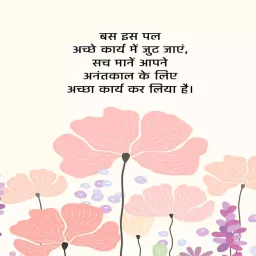 बस इस पल
अच्छे कार्य में जुट जाएं,
सच मानें आपने
अनंतकाल के लिए
अच्छा कार्य कर लिया है।